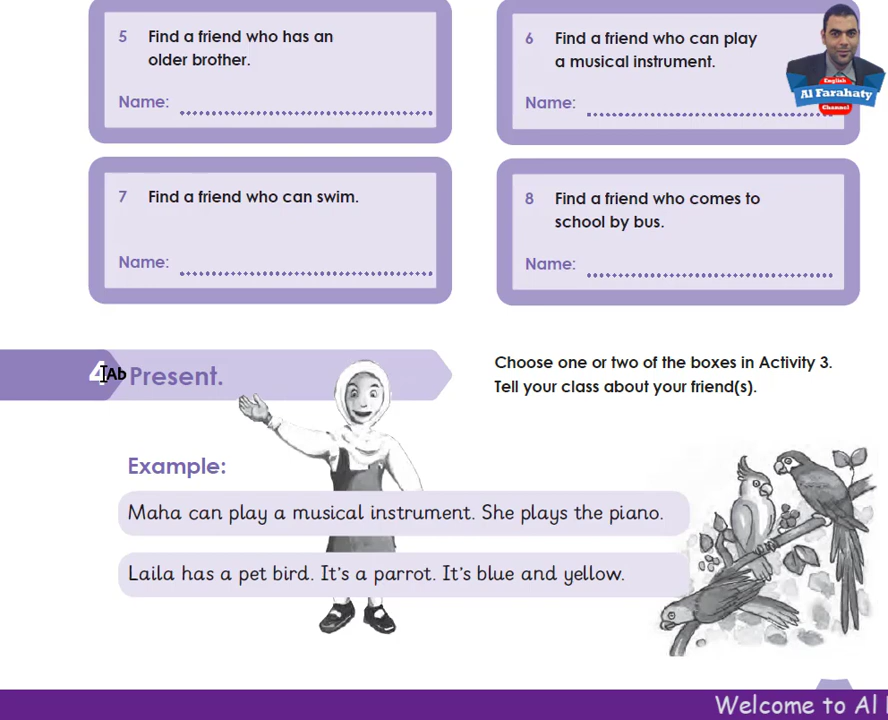 5 Find a friend who has an
older brother.
Name:
6 Find a friend who can play
a musical instrument.
Name:
English
Al Farahaty
Channel
7 Find a friend who can swim.
Name:
8 Find a friend who comes to
school by bus.
Name:
4 Ab Present.
Choose one or two of the boxes in Activity 3.
Tell your class about your friend(s).
Example:
Maha can play a musical instrument. She plays the piano.
Laila has a pet bird. It's a parrot. It's blue and yellow.
Welcome to Al